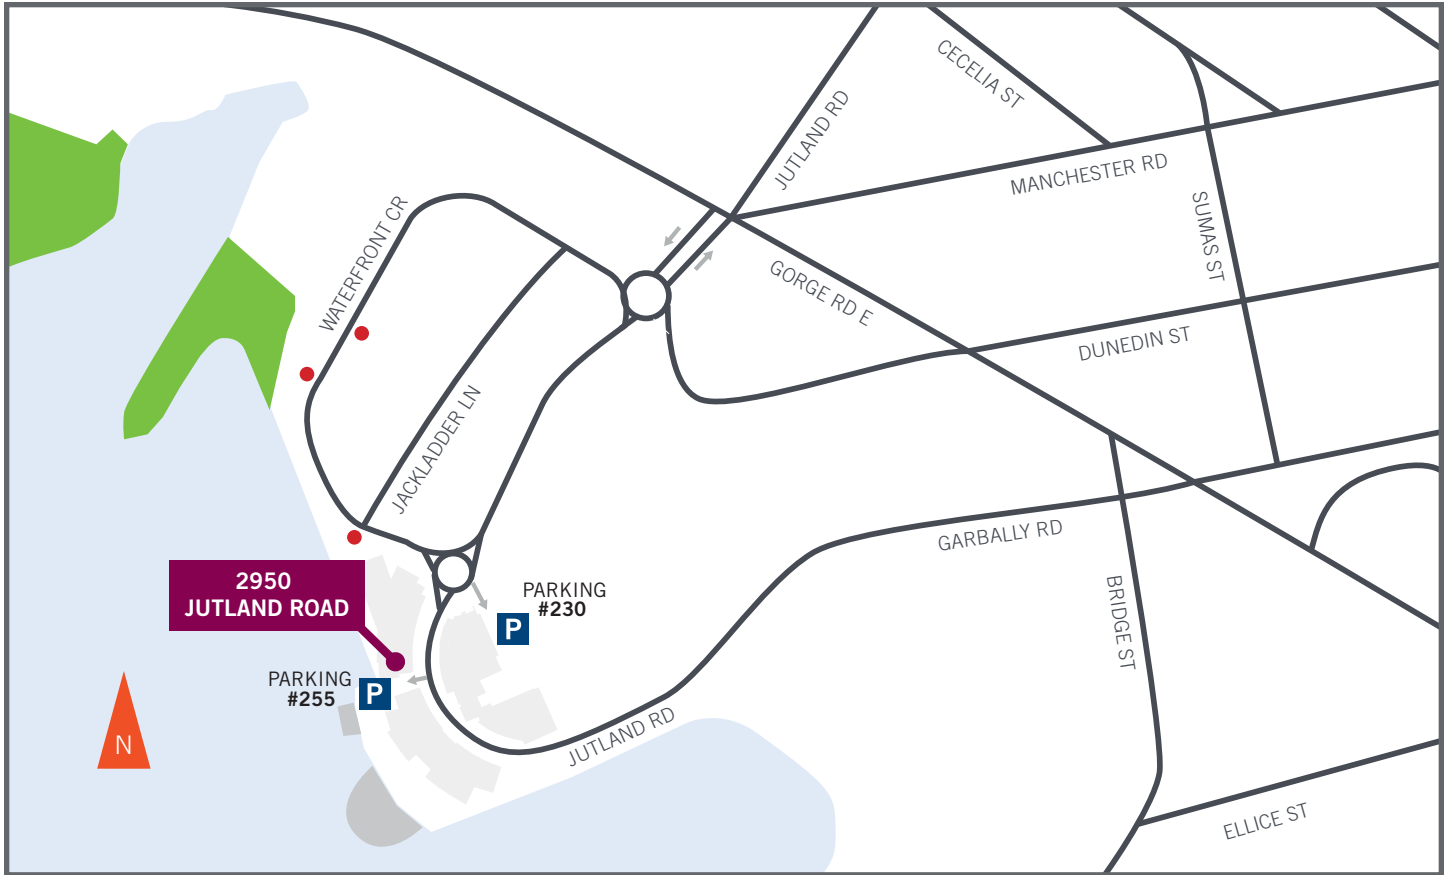 CECELIA ST
JUTLAND RD
MANCHESTER RD
SUMAS ST
WATERFRONT CR
GORGE RD E
DUNEDIN ST
JACKLADDER LN
GARBALLY RD
BRIDGE ST
2950
JUTLAND ROAD
PARKING
#230
P
PARKING
#255
P
JUTLAND RD
N
ELLICE ST